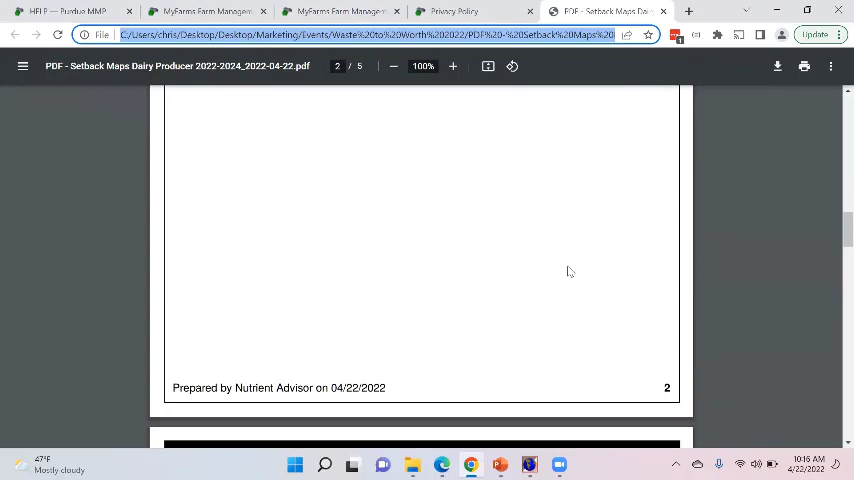 HELP — Purdue MMP
MyFarms Farm Managem
MyFarms Farm Manageme
Privacy Policy
PDF - Setback Maps Dai
File
C:/Users/chris/Desktop/Desktop/Marketing/Events/Waste%20to%20Worth%202022/PDF%20-%20Setback%20Maps%20
1
Update
PDF - Setback Maps Dairy Producer 2022-2024_2022-04-22.pdf
2 / 5
100%
Prepared by Nutrient Advisor on 04/22/2022
2
47°F
Mostly cloudy
10:16 AM
4/22/2022